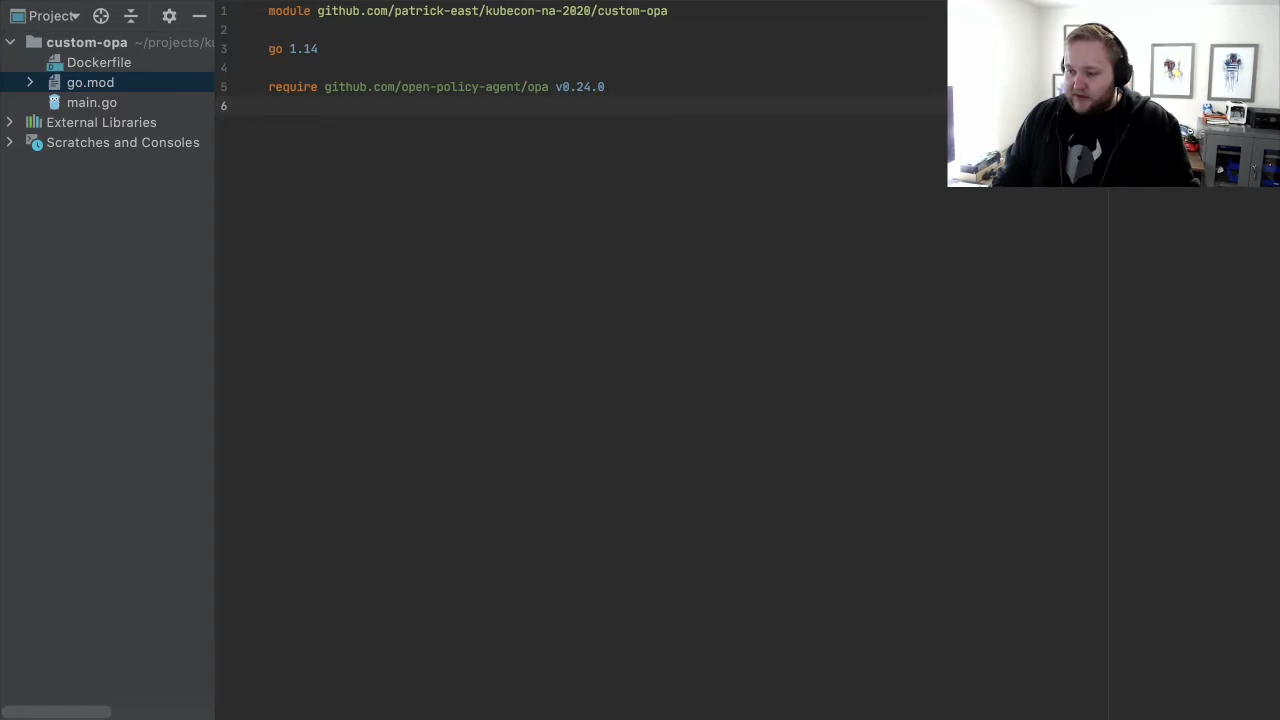 Project
custom-opa ~/projects/ku
Dockerfile
go.mod
main.go
External Libraries
Scratches and Consoles
1 module github.com/patrick-east/kubecon-na-2020/custom-opa
2
3 go 1.14
4
5 require github.com/open-policy-agent/opa v0.24.0
6